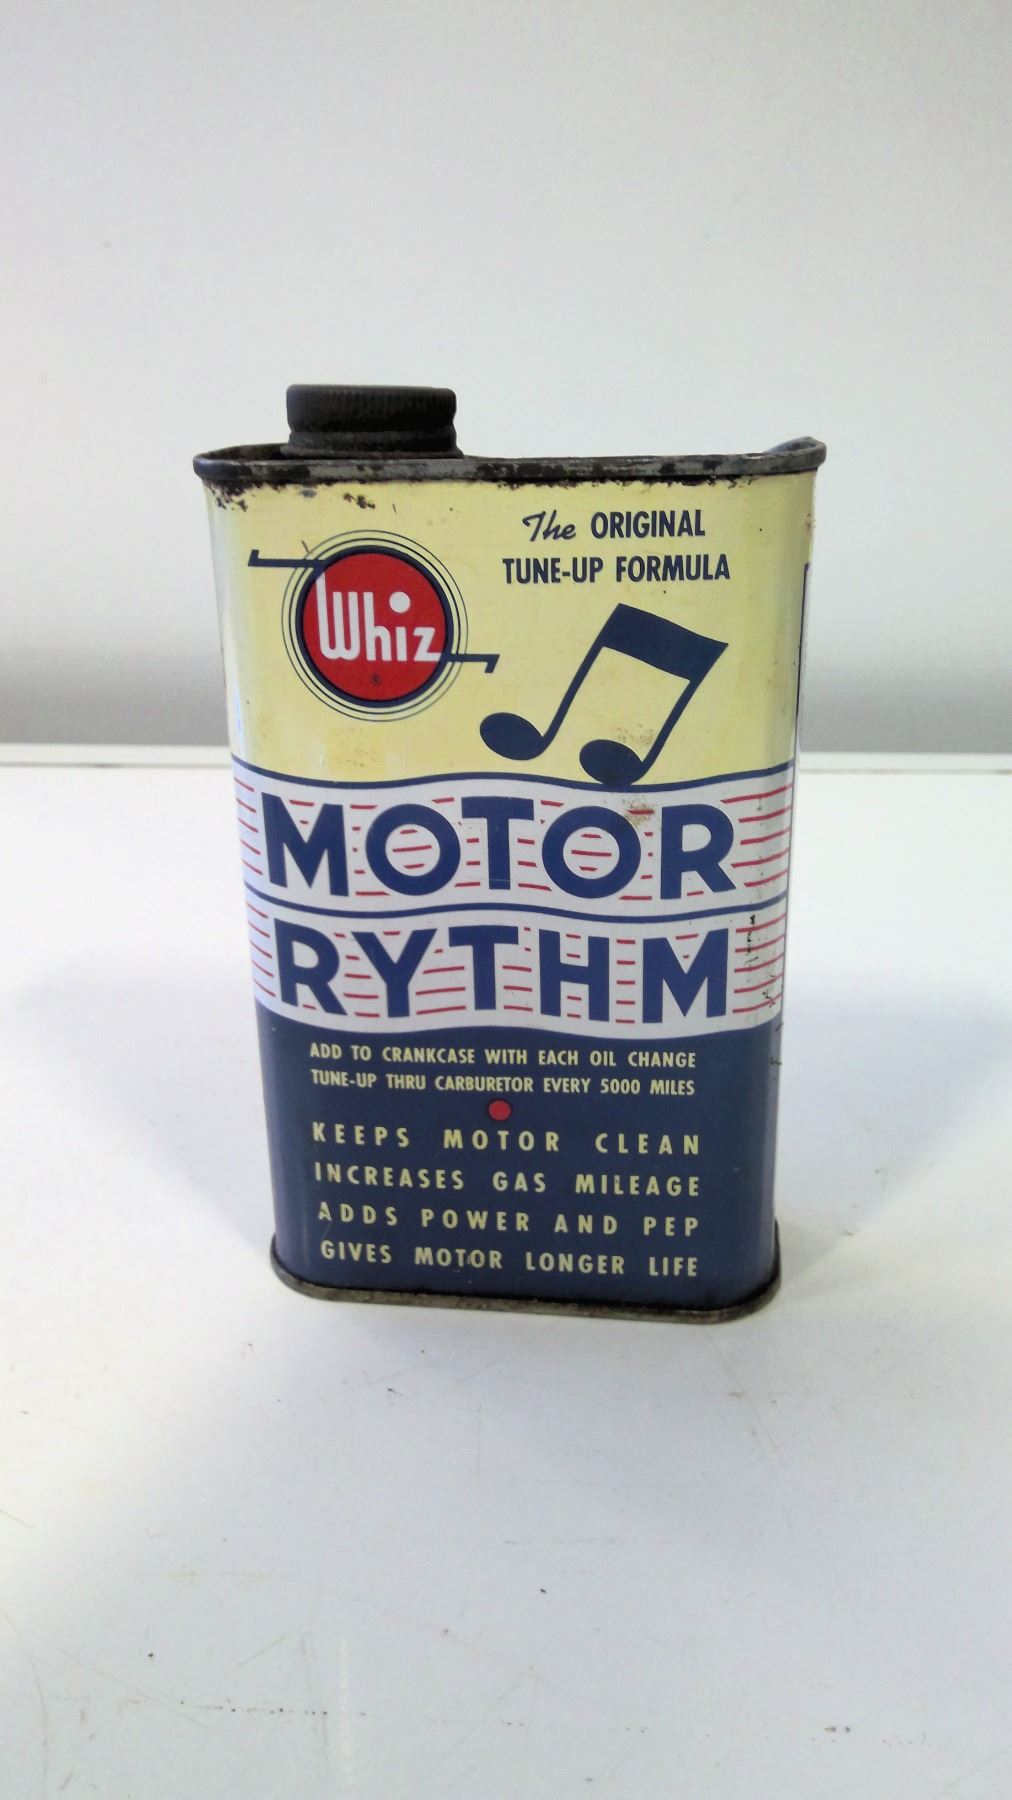 The ORIGINAL
TUNE-UP FORMULA
Whiz
®
MOTOR
RYTHM
ADD TO CRANKCASE WITH EACH OIL CHANGE
TUNE-UP THRU CARBURETOR EVERY 5000 MILES
KEEPS MOTOR CLEAN
INCREASES GAS MILEAGE
ADDS POWER AND PEP
GIVES MOTOR LONGER LIFE